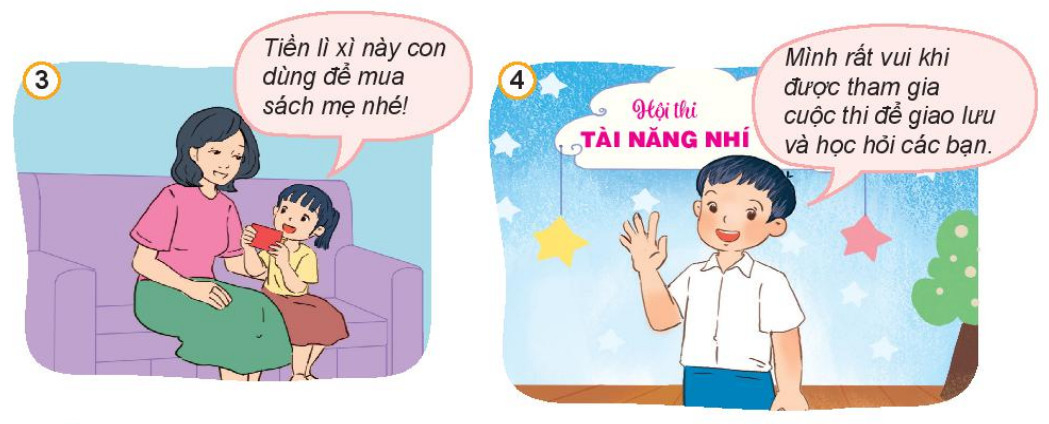 3
Tiền lì xì này con
dùng để mua
sách mẹ nhé!
4
Hội thi
TÀI NĂNG NHÍ
Mình rất vui khi
được tham gia
cuộc thi để giao lưu
và học hỏi các bạn.